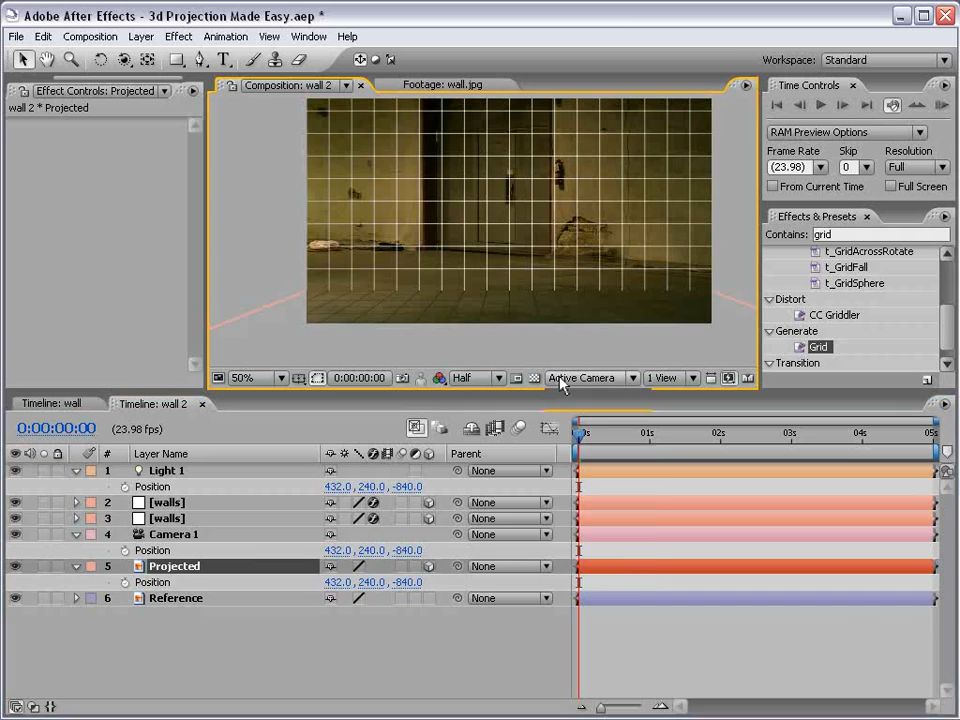 Adobe After Effects - 3d Projection Made Easy.aep *
File Edit Composition Layer Effect Animation View Window Help
Workspace: Standard
Effect Controls: Projected
wall 2 * Projected
Composition: wall 2
Footage: wall.jpg
50% 0:00:00:00 Half Active Camera 1 View
Time Controls
RAM Preview Options
Frame Rate Skip Resolution
(23.98) 0 Full
From Current Time Full Screen
Effects & Presets
Contains: grid
t_GridAcrossRotate
t_GridFall
t_GridSphere
Distort
CC Griddler
Generate
Grid
Transition
Timeline: wall Timeline: wall 2
0:00:00:00 (23.98 fps)
# Layer Name Parent
01s 02s 03s 04s 05s
1 Light 1 None
Position 432.0, 240.0, -840.0
2 [walls] None
3 [walls] None
4 Camera 1 None
Position 432.0, 240.0, -840.0
5 Projected None
Position 432.0, 240.0, -840.0
6 Reference None